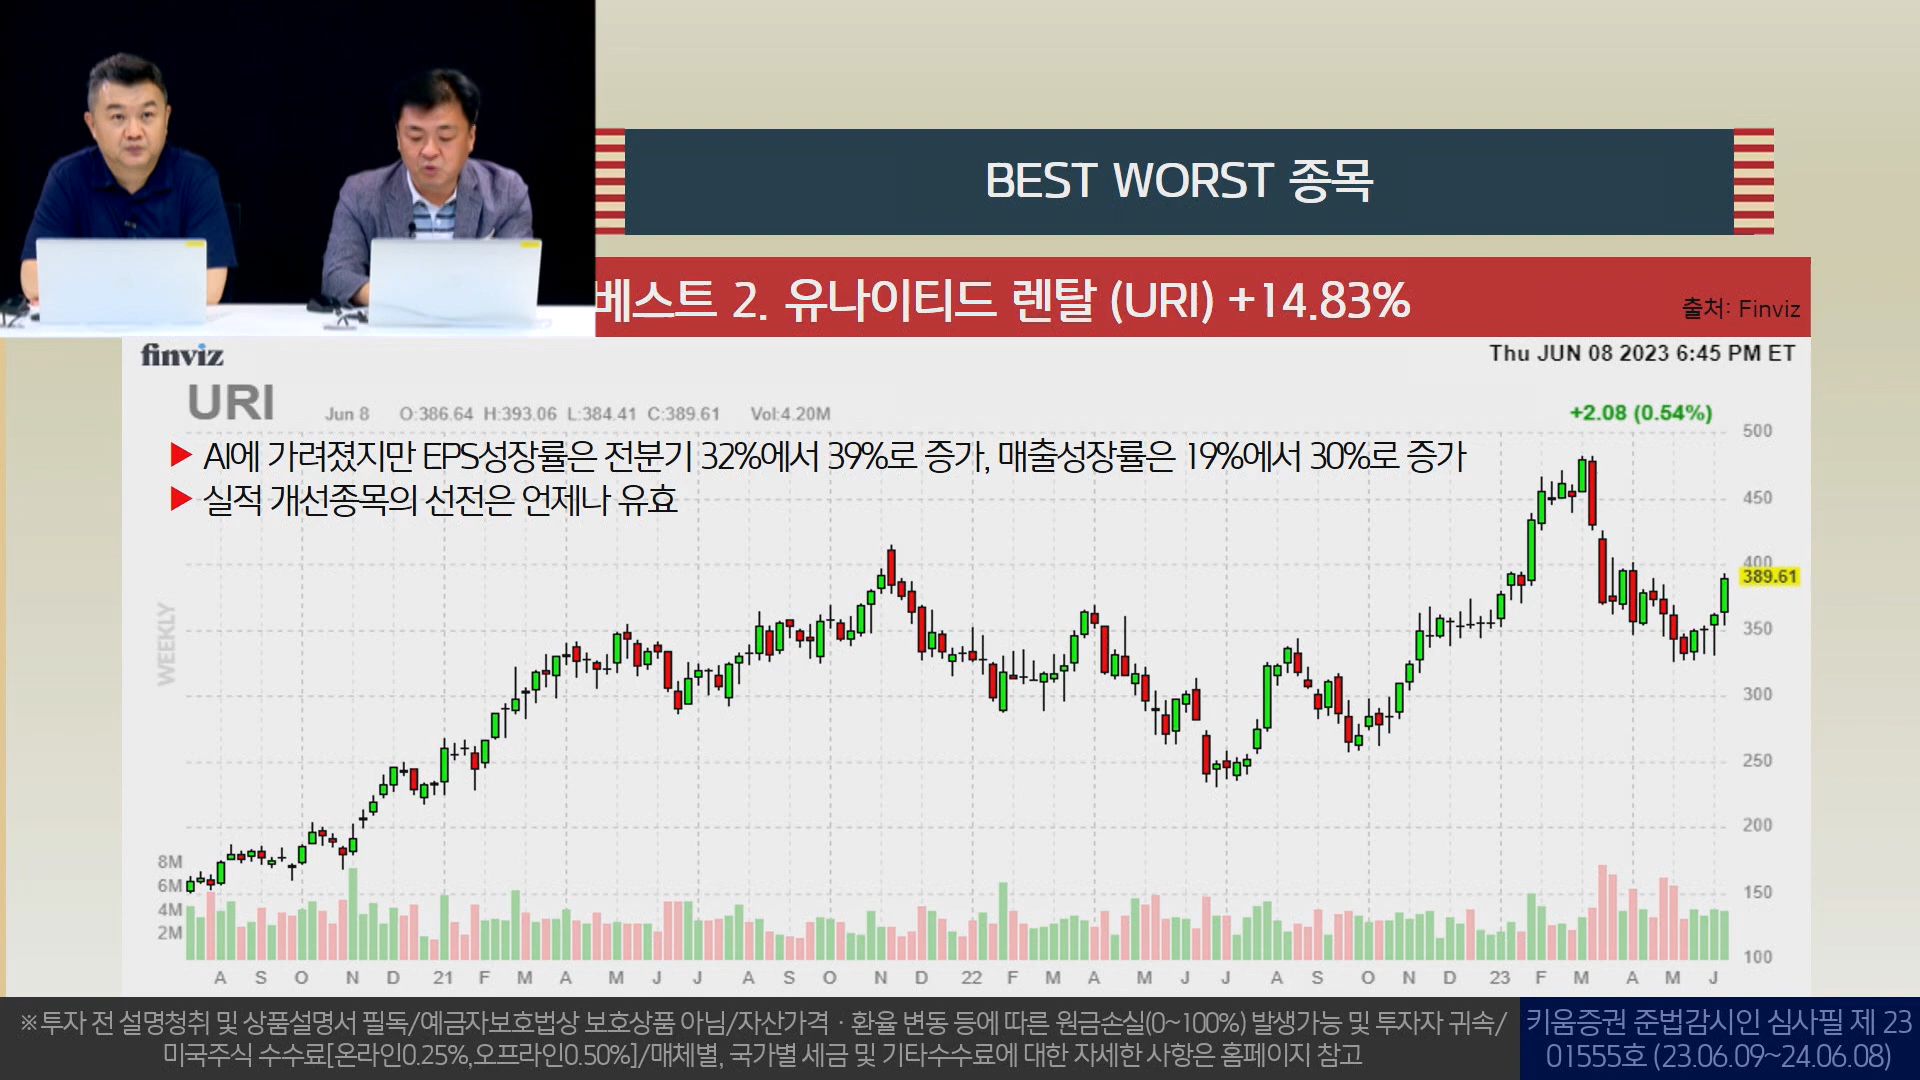 BEST WORST 종목
베스트 2. 유나이티드 렌탈 (URI) +14.83%
출처: Finviz
finviz
Thu JUN 08 2023 6:45 PM ET
URI
Jun 8 O:386.64 H:393.06 L:384.41 C:389.61 Vol:4.20M
+2.08 (0.54%)
▶ AI에 가려졌지만 EPS성장률은 전분기 32%에서 39%로 증가, 매출성장률은 19%에서 30%로 증가
▶ 실적 개선종목의 선전은 언제나 유효
WEEKLY
500
450
400
389.61
350
300
250
200
150
100
8M
6M
4M
2M
A S O N D 21 F M A M J J A S O N D 22 F M A M J J A S O N D 23 F M A M J
※투자 전 설명청취 및 상품설명서 필독/예금자보호법상 보호상품 아님/자산가격 · 환율 변동 등에 따른 원금손실(0~100%) 발생가능 및 투자자 귀속/
미국주식 수수료[온라인0.25%,오프라인0.50%]/매체별, 국가별 세금 및 기타수수료에 대한 자세한 사항은 홈페이지 참고
키움증권 준법감시인 심사필 제 23
01555호 (23.06.09~24.06.08)